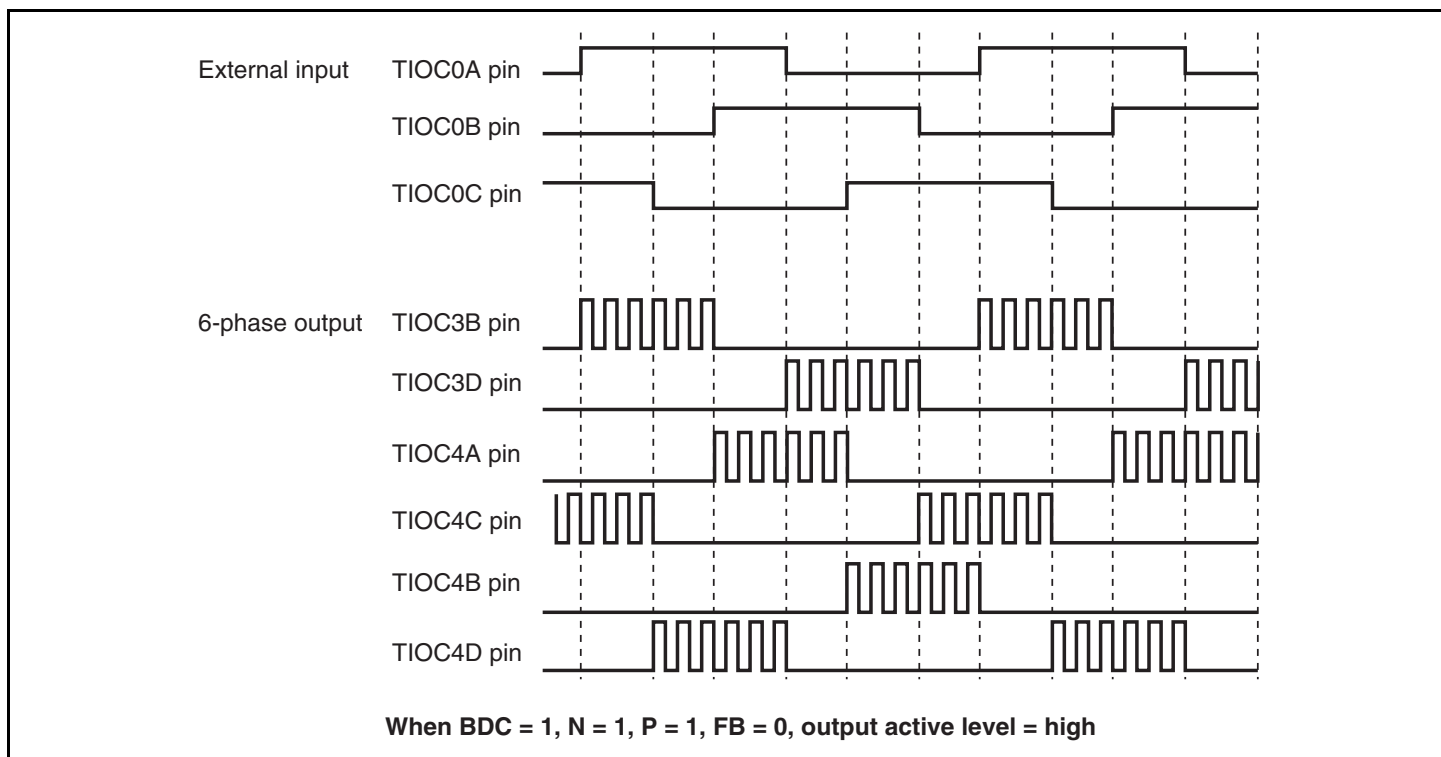 External input TIOC0A pin
TIOC0B pin
TIOC0C pin
6-phase output TIOC3B pin
TIOC3D pin
TIOC4A pin
TIOC4C pin
TIOC4B pin
TIOC4D pin
When BDC = 1, N = 1, P = 1, FB = 0, output active level = high